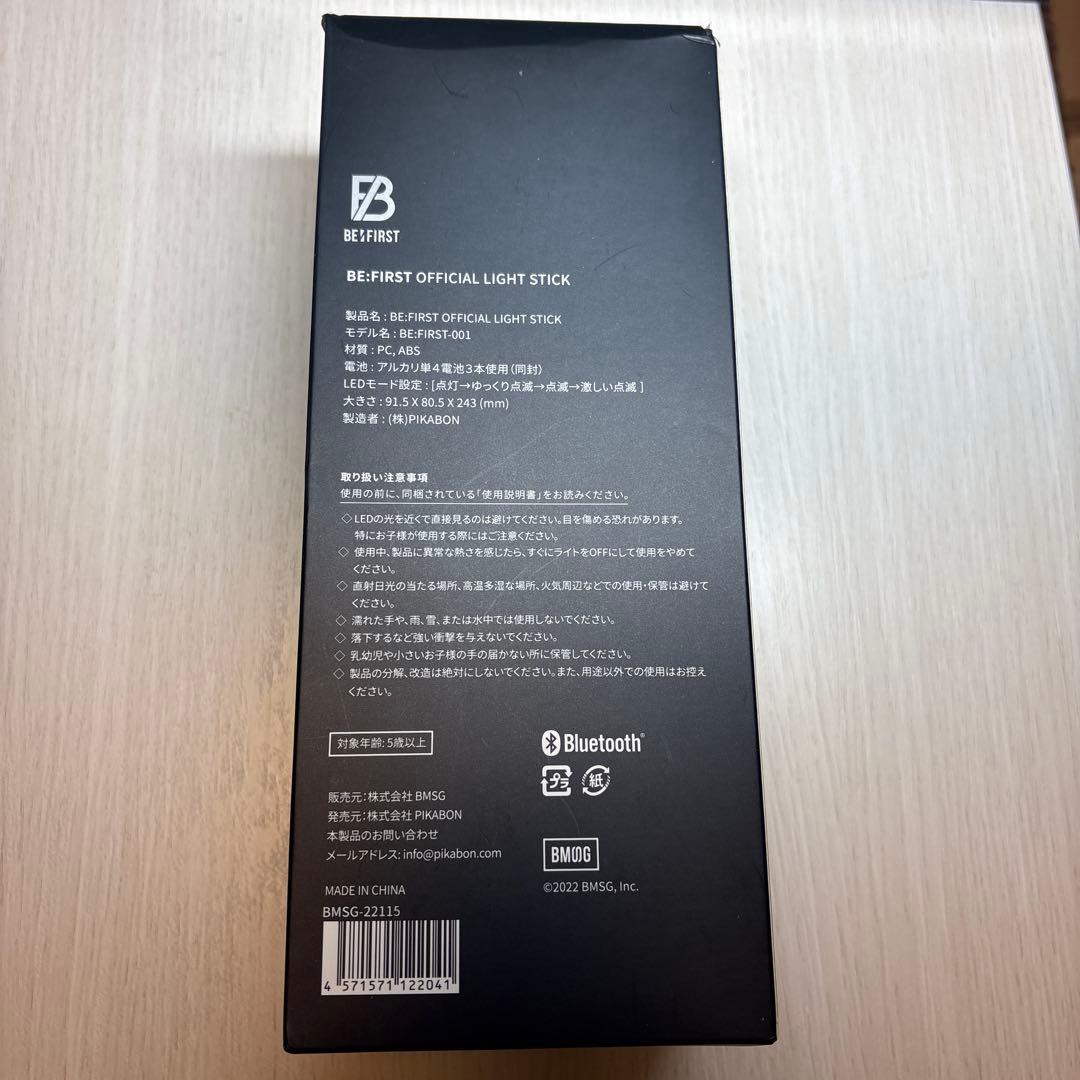 BE:FIRST
BE:FIRST OFFICIAL LIGHT STICK
製品名 : BE:FIRST OFFICIAL LIGHT STICK
モデル名 : BE:FIRST-001
材質 : PC, ABS
電池 : アルカリ単4電池3本使用(同封)
LEDモード設定 : [点灯→ゆっくり点滅→点滅→激しい点滅 ]
大きさ : 91.5 X 80.5 X 243 (mm)
製造者 : (株)PIKABON
取り扱い注意事項
使用の前に、同梱されている「使用説明書」をお読みください。
◇ LEDの光を近くで直接見るのは避けてください。目を傷める恐れがあります。
特にお子様が使用する際にはご注意ください。
◇ 使用中、製品に異常な熱さを感じたら、すぐにライトをOFFにして使用をやめて
ください。
◇ 直射日光の当たる場所、高温多湿な場所、火気周辺などでの使用・保管は避けて
ください。
◇ 濡れた手や、雨、雪、または水中では使用しないでください。
◇ 落下するなど強い衝撃を与えないでください。
◇ 乳幼児や小さいお子様の手の届かない所に保管してください。
◇ 製品の分解、改造は絶対にしないでください。また、用途以外での使用はお控え
ください。
対象年齢: 5歳以上
Bluetooth®
プラ 紙
販売元: 株式会社 BMSG
発売元: 株式会社 PIKABON
本製品のお問い合わせ
メールアドレス: info@pikabon.com
BMSG
©2022 BMSG, Inc.
MADE IN CHINA
BMSG-22115
4 571571 122041